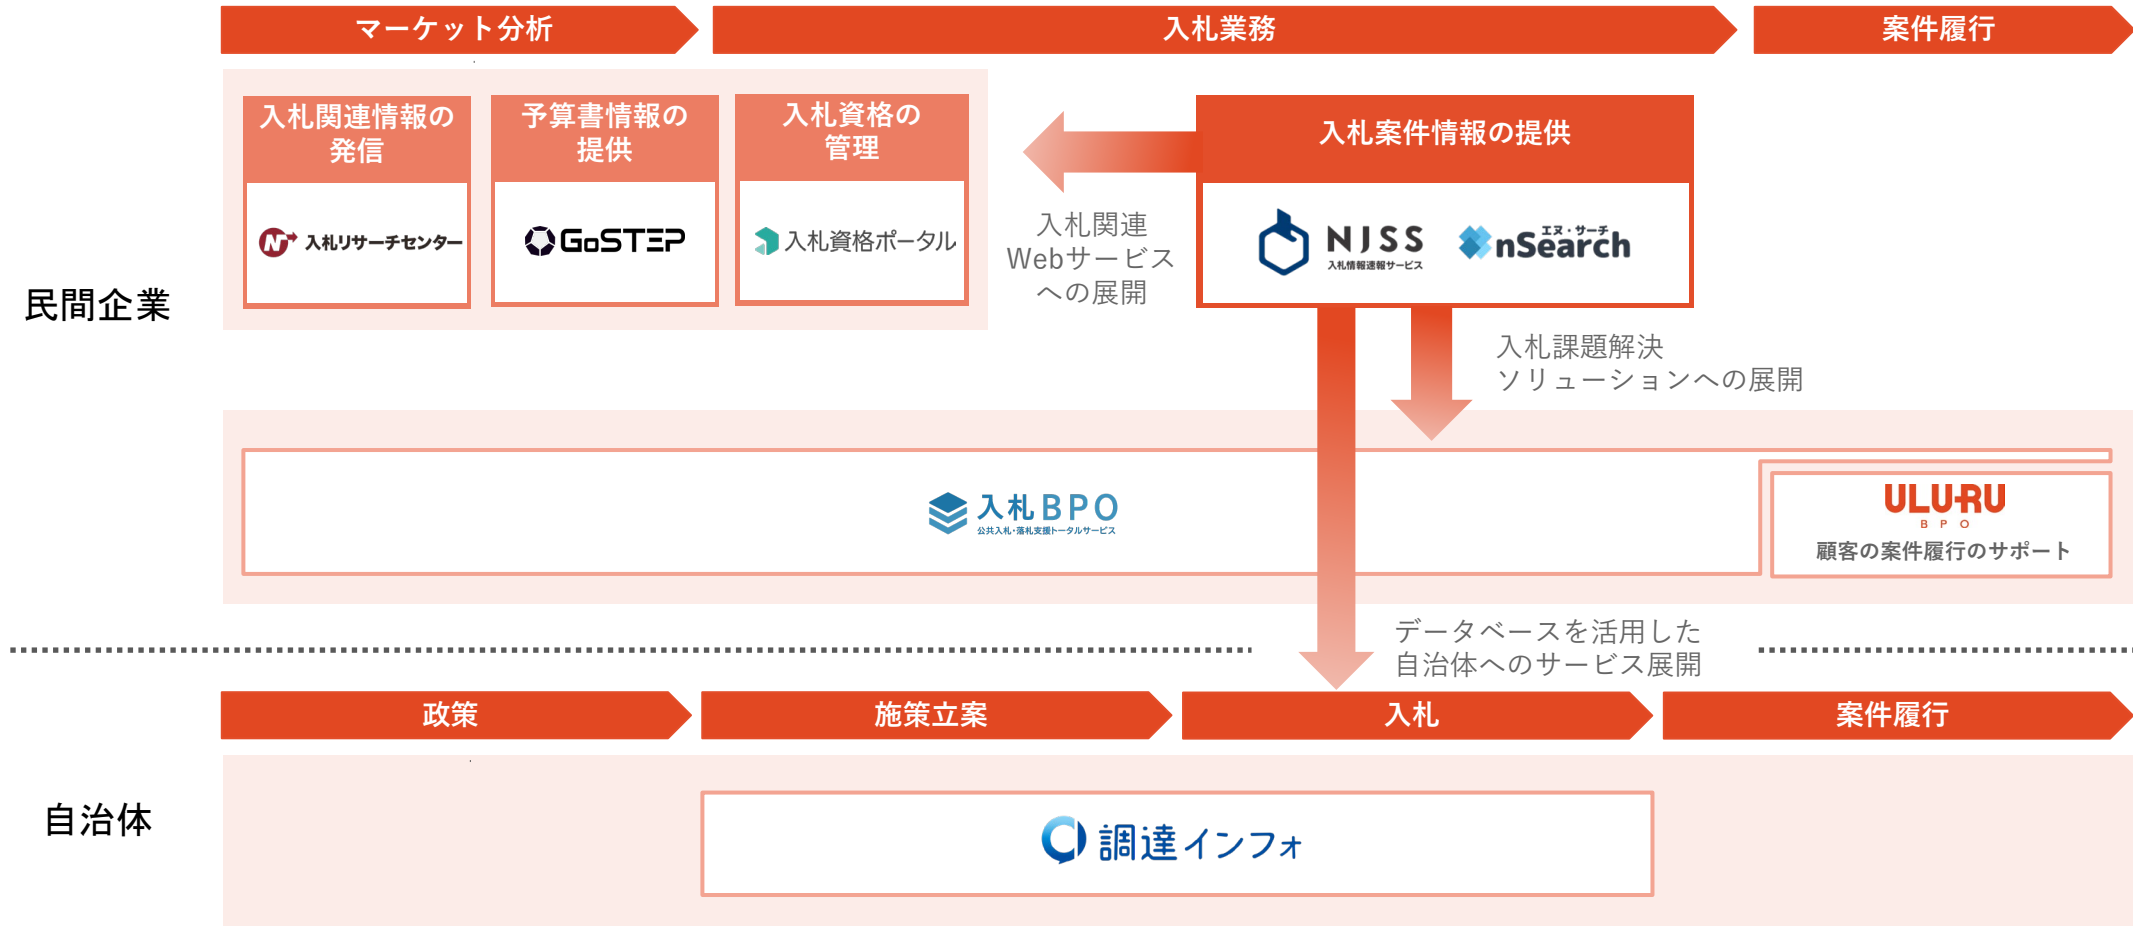 マーケット分析
入札業務
案件履行
民間企業
入札関連情報の
発信
入札リサーチセンター
予算書情報の
提供
GoSTEP
入札資格の
管理
入札資格ポータル
入札関連
Webサービス
への展開
入札案件情報の提供
NJSS
入札情報速報サービス
エヌ・サーチ
nSearch
入札課題解決
ソリューションへの展開
入札BPO
公共入札・落札支援トータルサービス
ULURU
BPO
顧客の案件履行のサポート
データベースを活用した
自治体へのサービス展開
政策
施策立案
入札
案件履行
自治体
調達インフォ